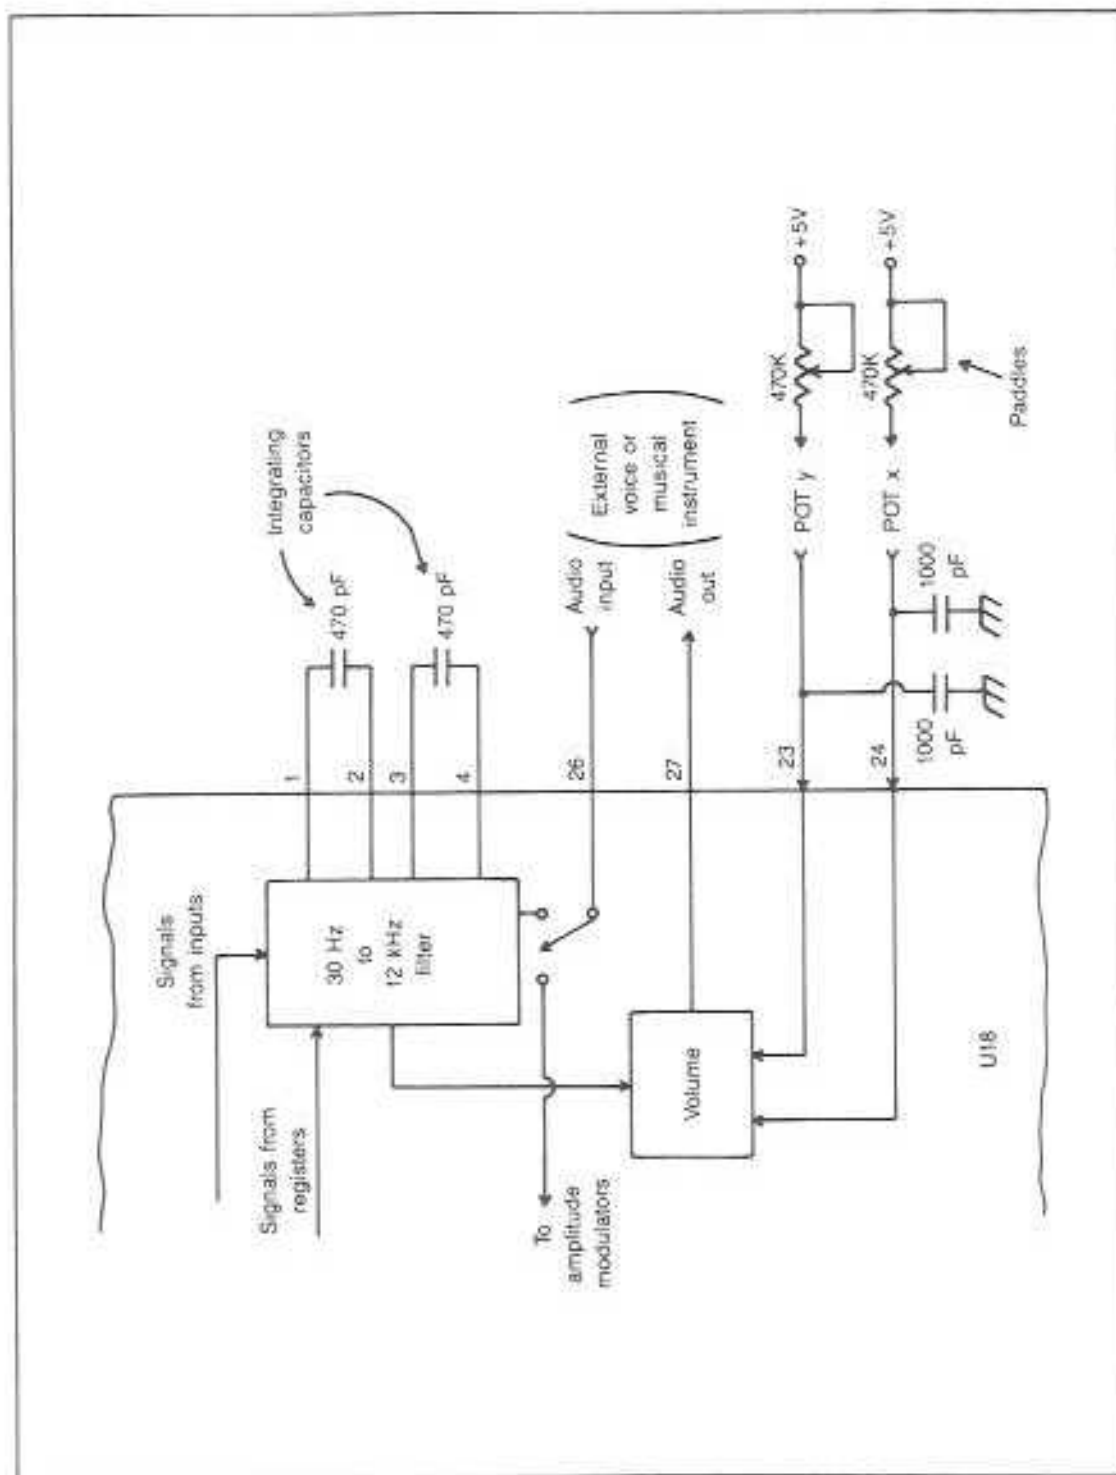 Signals
from inputs
Signals from
registers
30 Hz
to
12 kHz
filter
1
2
3
4
470 pF
470 pF
Integrating
capacitors
26
Audio
input
27
Audio
out
External
voice or
musical
instrument
To
amplitude
modulators
Volume
23
24
POT y
470K
+5V
POT x
470K
+5V
Paddles
1000
pF
1000
pF
U18